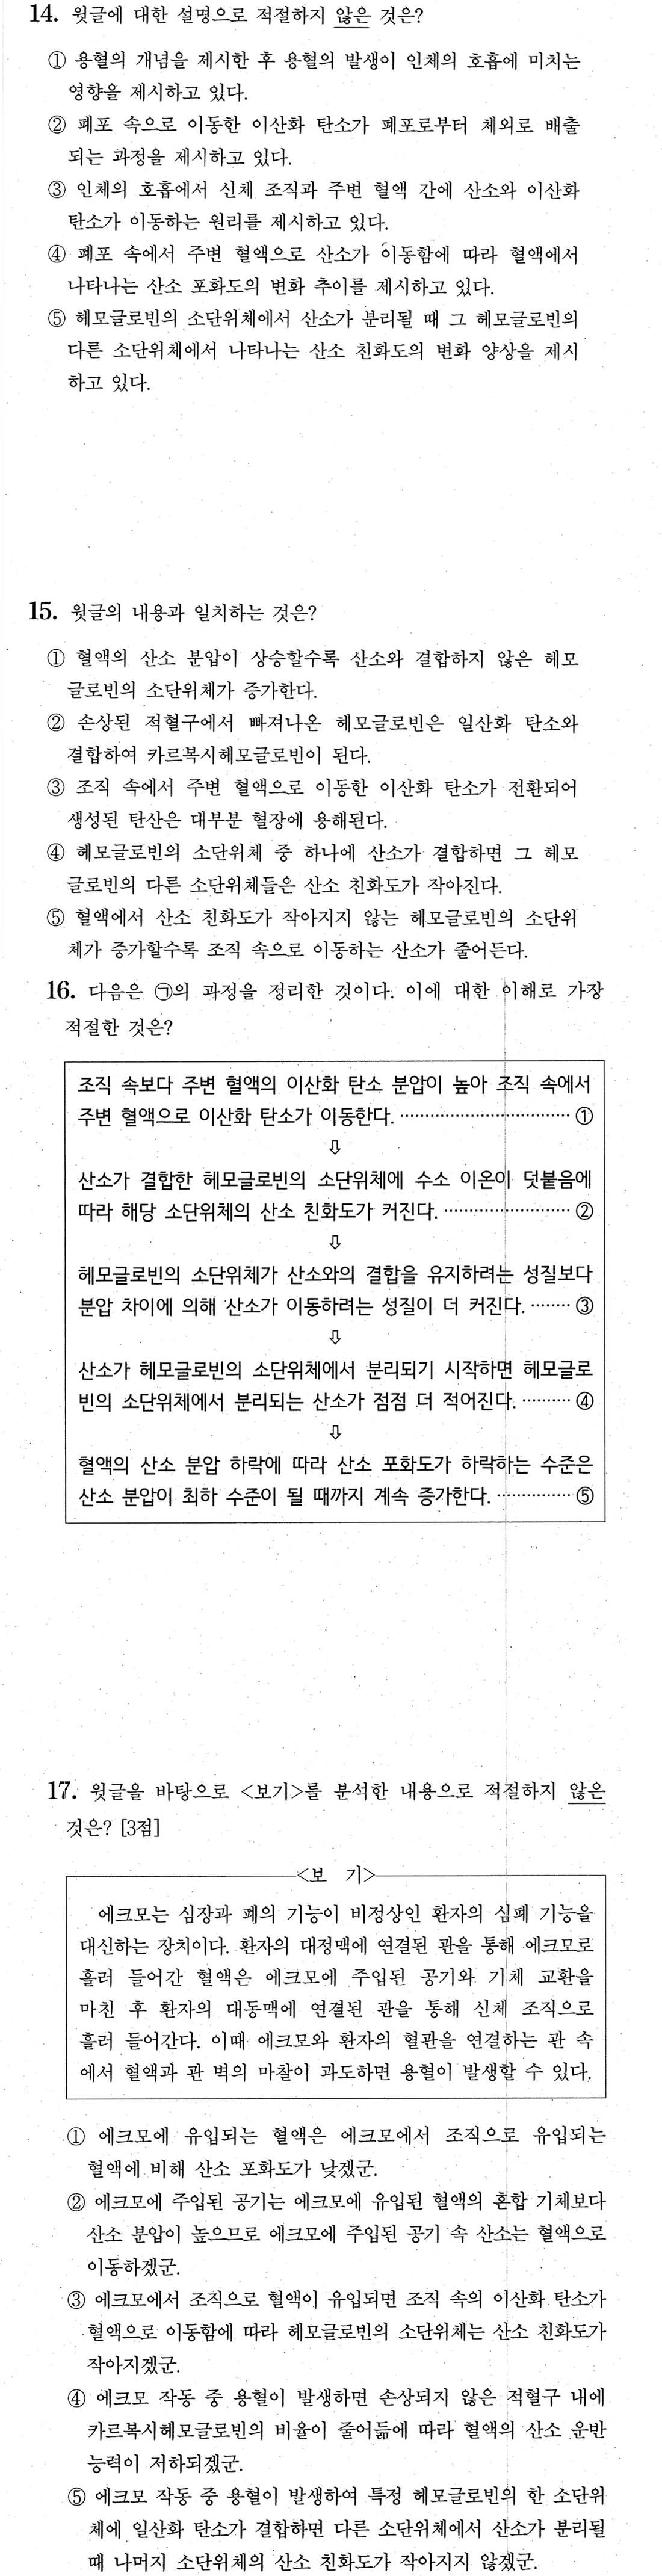 14. 윗글에 대한 설명으로 적절하지 않은 것은?
① 용혈의 개념을 제시한 후 용혈의 발생이 인체의 호흡에 미치는
영향을 제시하고 있다.
② 폐포 속으로 이동한 이산화 탄소가 폐포로부터 체외로 배출
되는 과정을 제시하고 있다.
③ 인체의 호흡에서 신체 조직과 주변 혈액 간에 산소와 이산화
탄소가 이동하는 원리를 제시하고 있다.
④ 폐포 속에서 주변 혈액으로 산소가 이동함에 따라 혈액에서
나타나는 산소 포화도의 변화 추이를 제시하고 있다.
⑤ 헤모글로빈의 소단위체에서 산소가 분리될 때 그 헤모글로빈의
다른 소단위체에서 나타나는 산소 친화도의 변화 양상을 제시
하고 있다.
15. 윗글의 내용과 일치하는 것은?
① 혈액의 산소 분압이 상승할수록 산소와 결합하지 않은 헤모
글로빈의 소단위체가 증가한다.
② 손상된 적혈구에서 빠져나온 헤모글로빈은 일산화 탄소와
결합하여 카르복시헤모글로빈이 된다.
③ 조직 속에서 주변 혈액으로 이동한 이산화 탄소가 전환되어
생성된 탄산은 대부분 혈장에 용해된다.
④ 헤모글로빈의 소단위체 중 하나에 산소가 결합하면 그 헤모
글로빈의 다른 소단위체들은 산소 친화도가 작아진다.
⑤ 혈액에서 산소 친화도가 작아지지 않는 헤모글로빈의 소단위
체가 증가할수록 조직 속으로 이동하는 산소가 줄어든다.
16. 다음은 ㉠의 과정을 정리한 것이다. 이에 대한 이해로 가장
적절한 것은?
조직 속보다 주변 혈액의 이산화 탄소 분압이 높아 조직 속에서
주변 혈액으로 이산화 탄소가 이동한다. ································ ①
⇩
산소가 결합한 헤모글로빈의 소단위체에 수소 이온이 덧붙음에
따라 해당 소단위체의 산소 친화도가 커진다. ························ ②
⇩
헤모글로빈의 소단위체가 산소와의 결합을 유지하려는 성질보다
분압 차이에 의해 산소가 이동하려는 성질이 더 커진다. ········ ③
⇩
산소가 헤모글로빈의 소단위체에서 분리되기 시작하면 헤모글로
빈의 소단위체에서 분리되는 산소가 점점 더 적어진다. ········· ④
⇩
혈액의 산소 분압 하락에 따라 산소 포화도가 하락하는 수준은
산소 분압이 최하 수준이 될 때까지 계속 증가한다. ·············· ⑤
17. 윗글을 바탕으로 <보기>를 분석한 내용으로 적절하지 않은
것은? [3점]
<보 기>
에크모는 심장과 폐의 기능이 비정상인 환자의 심폐 기능을
대신하는 장치이다. 환자의 대정맥에 연결된 관을 통해 에크모로
흘러 들어간 혈액은 에크모에 주입된 공기와 기체 교환을
마친 후 환자의 대동맥에 연결된 관을 통해 신체 조직으로
흘러 들어간다. 이때 에크모와 환자의 혈관을 연결하는 관 속
에서 혈액과 관 벽의 마찰이 과도하면 용혈이 발생할 수 있다.
① 에크모에 유입되는 혈액은 에크모에서 조직으로 유입되는
혈액에 비해 산소 포화도가 낮겠군.
② 에크모에 주입된 공기는 에크모에 유입된 혈액의 혼합 기체보다
산소 분압이 높으므로 에크모에 주입된 공기 속 산소는 혈액으로
이동하겠군.
③ 에크모에서 조직으로 혈액이 유입되면 조직 속의 이산화 탄소가
혈액으로 이동함에 따라 헤모글로빈의 소단위체는 산소 친화도가
작아지겠군.
④ 에크모 작동 중 용혈이 발생하면 손상되지 않은 적혈구 내에
카르복시헤모글로빈의 비율이 줄어듦에 따라 혈액의 산소 운반
능력이 저하되겠군.
⑤ 에크모 작동 중 용혈이 발생하여 특정 헤모글로빈의 한 소단위
체에 일산화 탄소가 결합하면 다른 소단위체에서 산소가 분리될
때 나머지 소단위체의 산소 친화도가 작아지지 않겠군.